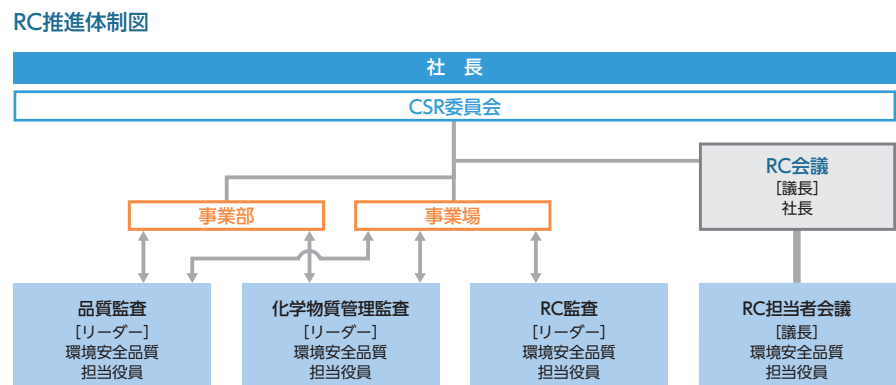 RC推進体制図
社 長
CSR委員会
RC会議
[議長]
社長
事業部
事業場
品質監査
[リーダー]
環境安全品質
担当役員
化学物質管理監査
[リーダー]
環境安全品質
担当役員
RC監査
[リーダー]
環境安全品質
担当役員
RC担当者会議
[議長]
環境安全品質
担当役員